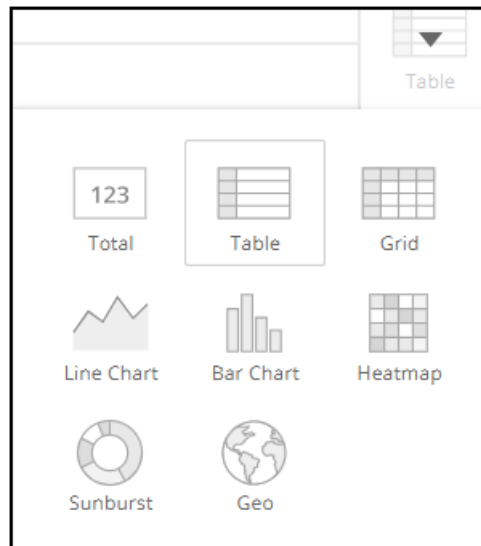 Table
123
Total
Table
Grid
Line Chart
Bar Chart
Heatmap
Sunburst
Geo